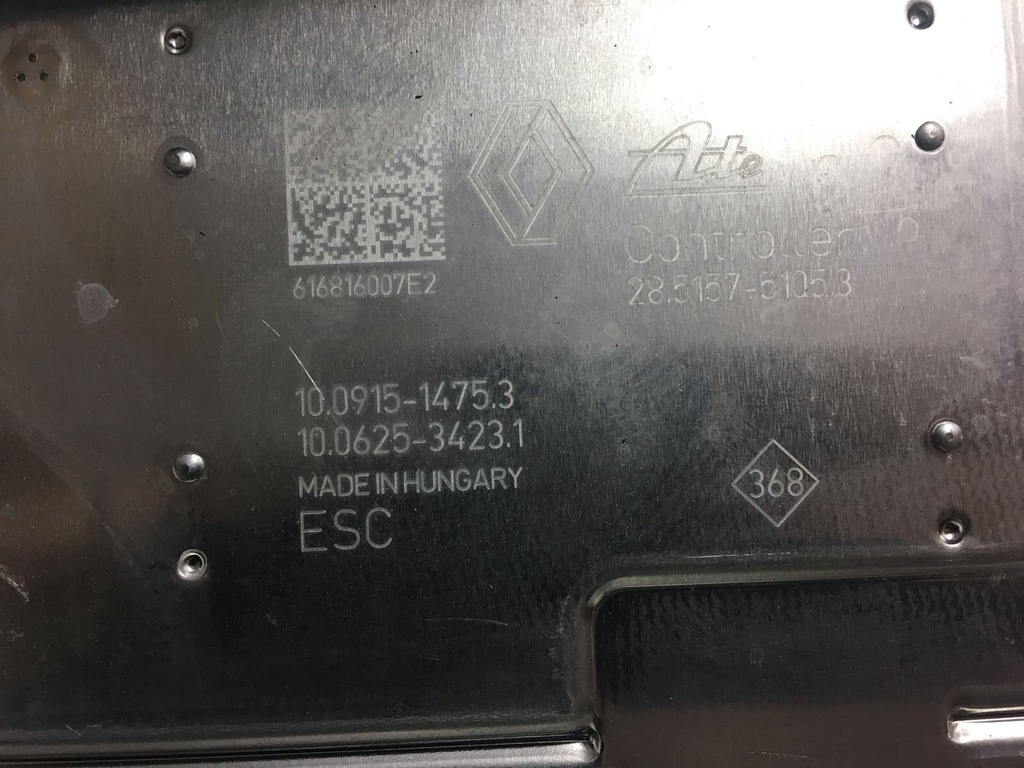 Ate
Controller
28.5157-5105.3
616816007E2
10.0915-1475.3
10.0625-3423.1
MADE IN HUNGARY
ESC
368